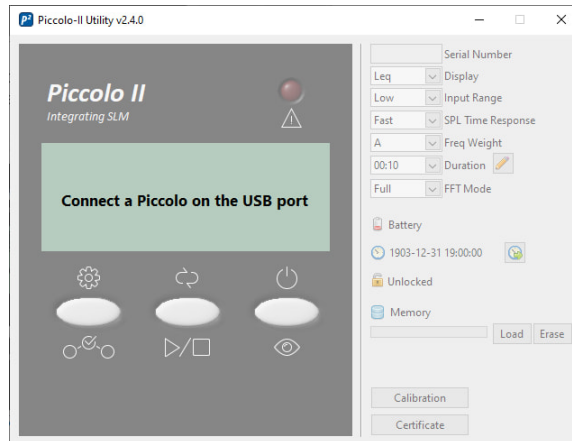 p² Piccolo-II Utility v2.4.0
Piccolo II
Integrating SLM
Connect a Piccolo on the USB port
Serial Number
Leq Display
Low Input Range
Fast SPL Time Response
A Freq Weight
00:10 Duration
Full FFT Mode
Battery
1903-12-31 19:00:00
Unlocked
Memory
Load Erase
Calibration
Certificate